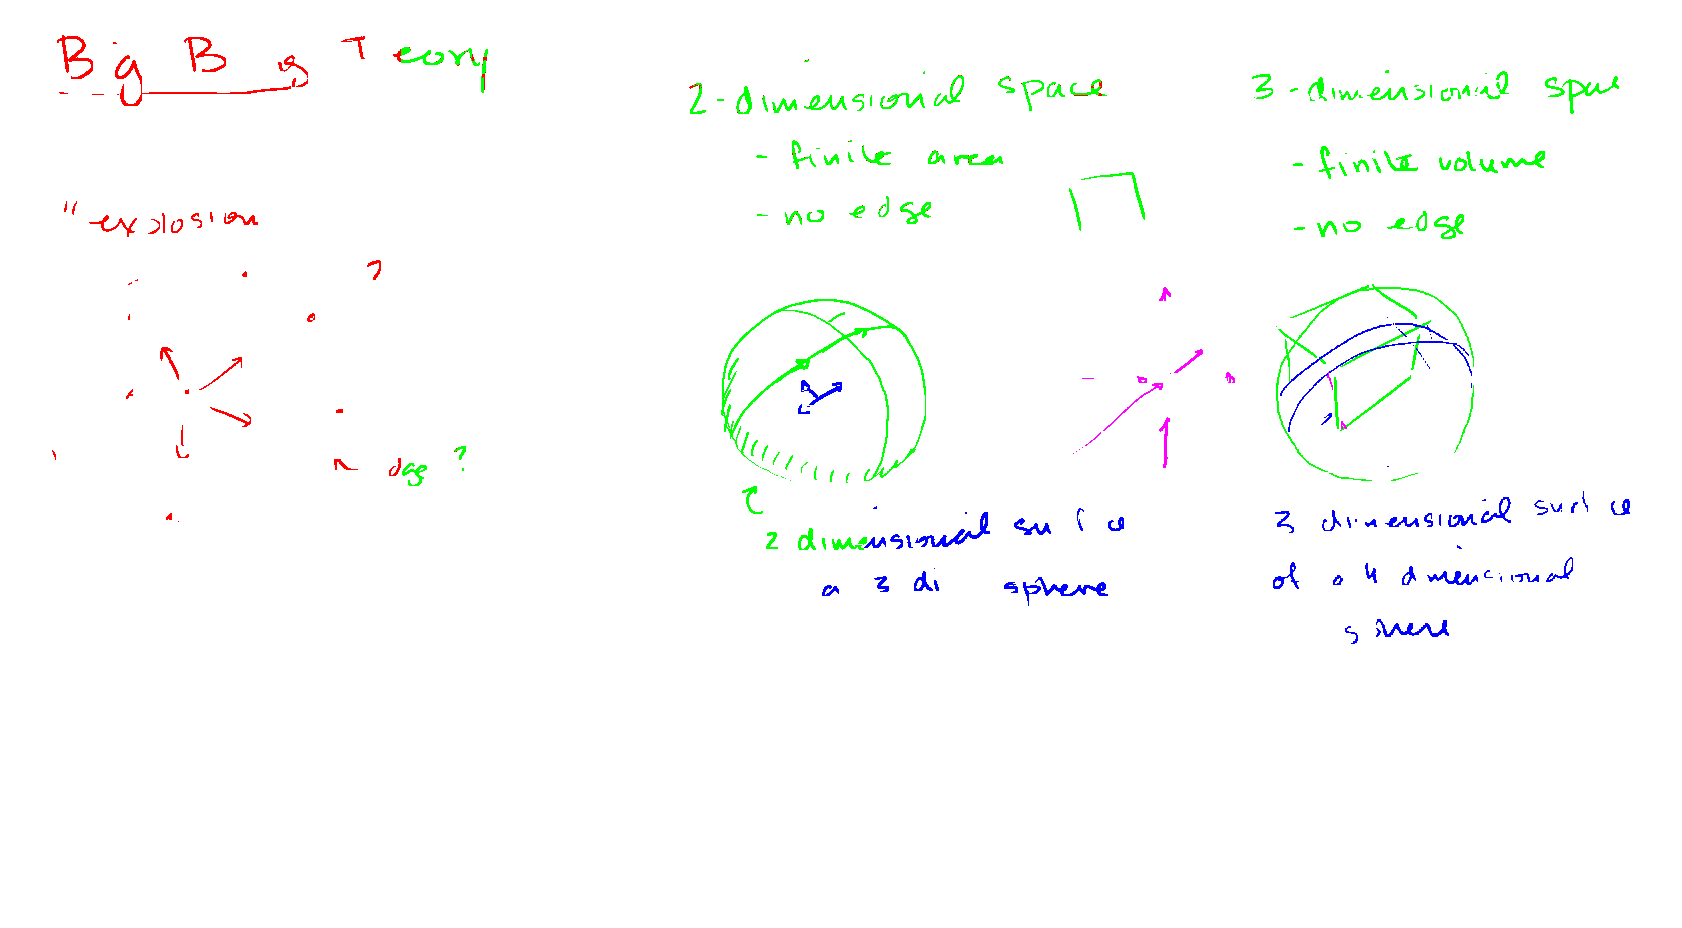 Big B g Teory
"explosion
?
dge ?
2-dimensional space
- finite area
- no edge
2 dimensional su f ce
a 3 di sphere
3-dimensional space
- finite volume
- no edge
3 dimensional surf ce
of a 4 dimensional
s here